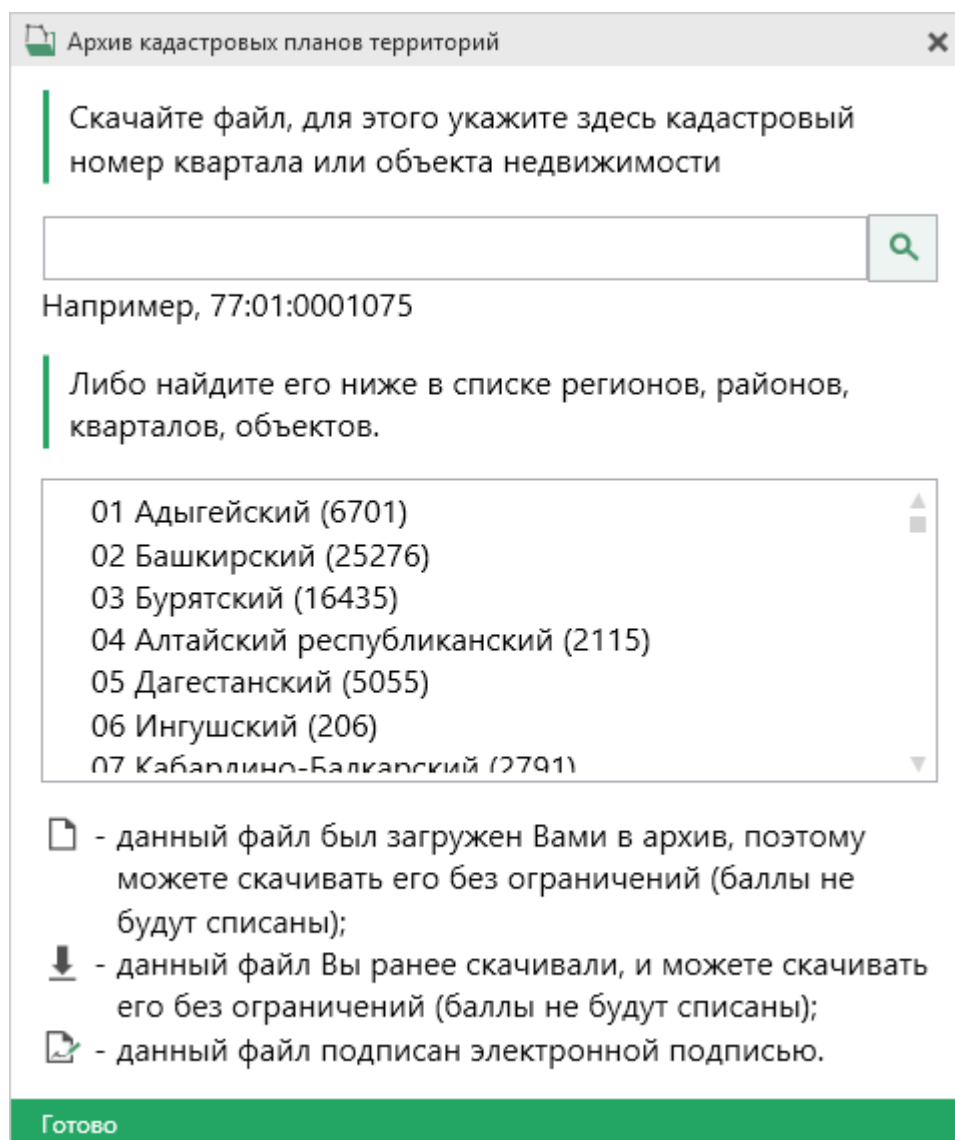 Архив кадастровых планов территорий
Скачайте файл, для этого укажите здесь кадастровый
номер квартала или объекта недвижимости
Например, 77:01:0001075
Либо найдите его ниже в списке регионов, районов,
кварталов, объектов.
01 Адыгейский (6701)
02 Башкирский (25276)
03 Бурятский (16435)
04 Алтайский республиканский (2115)
05 Дагестанский (5055)
06 Ингушский (206)
07 Кабардино-Балкарский (2791)
- данный файл был загружен Вами в архив, поэтому
можете скачивать его без ограничений (баллы не
будут списаны);
- данный файл Вы ранее скачивали, и можете скачивать
его без ограничений (баллы не будут списаны);
- данный файл подписан электронной подписью.
Готово